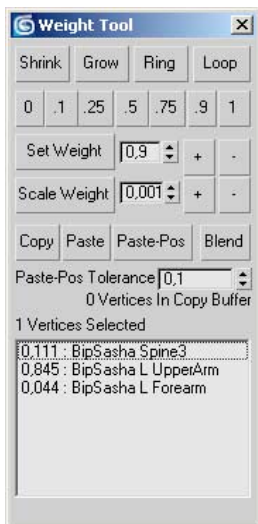 Weight Tool
Shrink Grow Ring Loop
0 .1 .25 .5 .75 .9 1
Set Weight 0,9 + -
Scale Weight 0,001 + -
Copy Paste Paste-Pos Blend
Paste-Pos Tolerance 0,1
0 Vertices In Copy Buffer
1 Vertices Selected
0,111 : BipSasha Spine3
0,845 : BipSasha L UpperArm
0,044 : BipSasha L Forearm